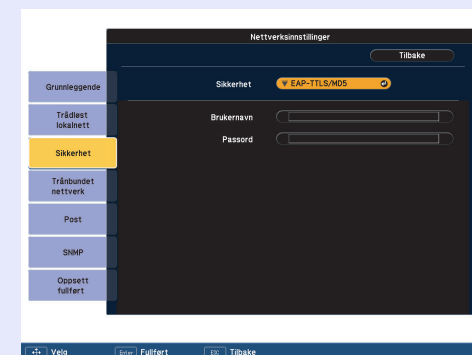 Nettverksinnstillinger
Tilbake
Grunnleggende
Trådløst
lokalnett
Sikkerhet
Trånbundet
nettverk
Post
SNMP
Oppsett
fullført
Sikkerhet EAP-TTLS/MD5
Brukernavn
Passord
Velg Enter Fullført ESC Tilbake